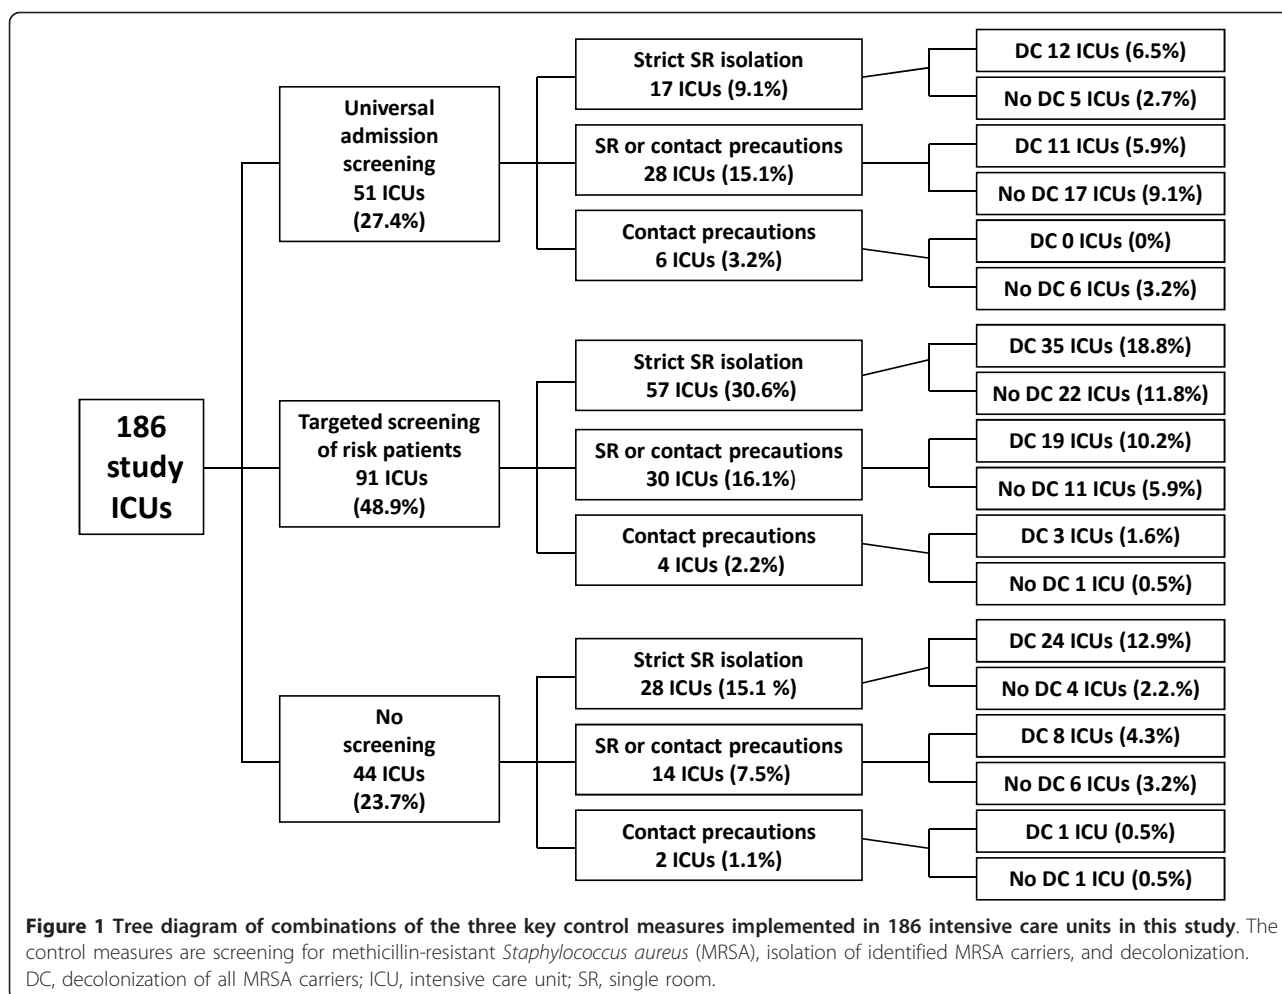 186
study
ICUs
Universal
admission
screening
51 ICUs
(27.4%)
Strict SR isolation
17 ICUs (9.1%)
DC 12 ICUs (6.5%)
No DC 5 ICUs (2.7%)
SR or contact precautions
28 ICUs (15.1%)
DC 11 ICUs (5.9%)
No DC 17 ICUs (9.1%)
Contact precautions
6 ICUs (3.2%)
DC 0 ICUs (0%)
No DC 6 ICUs (3.2%)
Targeted screening
of risk patients
91 ICUs
(48.9%)
Strict SR isolation
57 ICUs (30.6%)
DC 35 ICUs (18.8%)
No DC 22 ICUs (11.8%)
SR or contact precautions
30 ICUs (16.1%)
DC 19 ICUs (10.2%)
No DC 11 ICUs (5.9%)
Contact precautions
4 ICUs (2.2%)
DC 3 ICUs (1.6%)
No DC 1 ICU (0.5%)
No
screening
44 ICUs
(23.7%)
Strict SR isolation
28 ICUs (15.1 %)
DC 24 ICUs (12.9%)
No DC 4 ICUs (2.2.%)
SR or contact precautions
14 ICUs (7.5%)
DC 8 ICUs (4.3%)
No DC 6 ICUs (3.2%)
Contact precautions
2 ICUs (1.1%)
DC 1 ICU (0.5%)
No DC 1 ICU (0.5%)
Figure 1 Tree diagram of combinations of the three key control measures implemented in 186 intensive care units in this study. The
control measures are screening for methicillin-resistant Staphylococcus aureus (MRSA), isolation of identified MRSA carriers, and decolonization.
DC, decolonization of all MRSA carriers; ICU, intensive care unit; SR, single room.